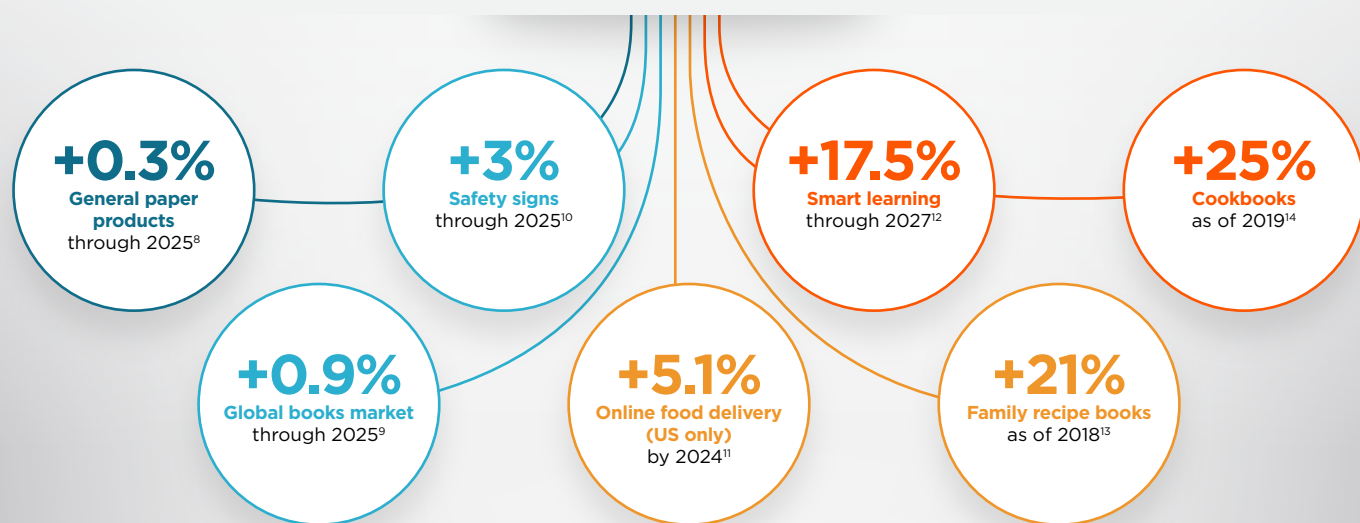 +0.3%
General paper
products
through 2025⁸
+3%
Safety signs
through 2025¹⁰
+17.5%
Smart learning
through 2027¹²
+25%
Cookbooks
as of 2019¹⁴
+0.9%
Global books market
through 2025⁹
+5.1%
Online food delivery
(US only)
by 2024¹¹
+21%
Family recipe books
as of 2018¹³